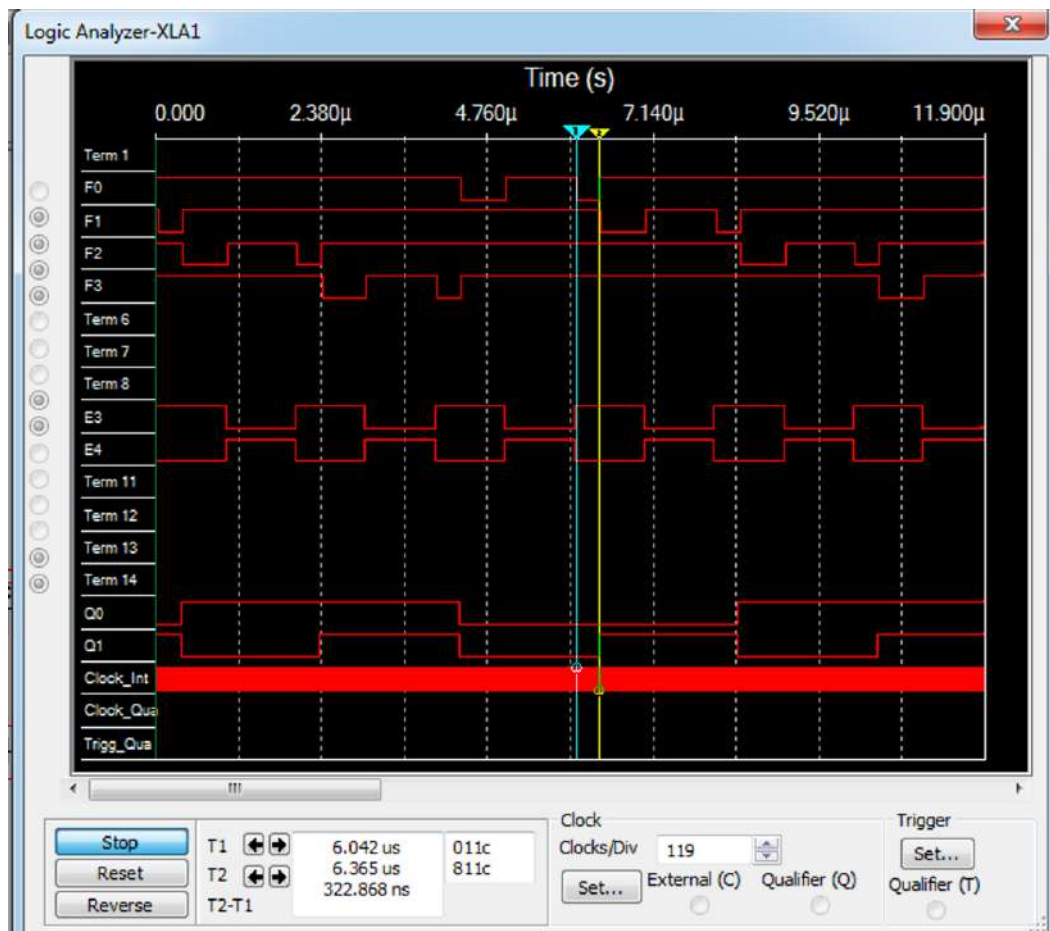 Logic Analyzer-XLA1
Time (s)
0.000 2.380µ 4.760µ 7.140µ 9.520µ 11.900µ
1 2
Term 1
F0
F1
F2
F3
Term 6
Term 7
Term 8
E3
E4
Term 11
Term 12
Term 13
Term 14
Q0
Q1
Clock_Int
Clock_Qua
Trigg_Qua
Stop
Reset
Reverse
T1 6.042 us 011c
T2 6.365 us 811c
T2-T1 322.868 ns
Clock
Clocks/Div 119
Set... External (C) Qualifier (Q)
Trigger
Set...
Qualifier (T)